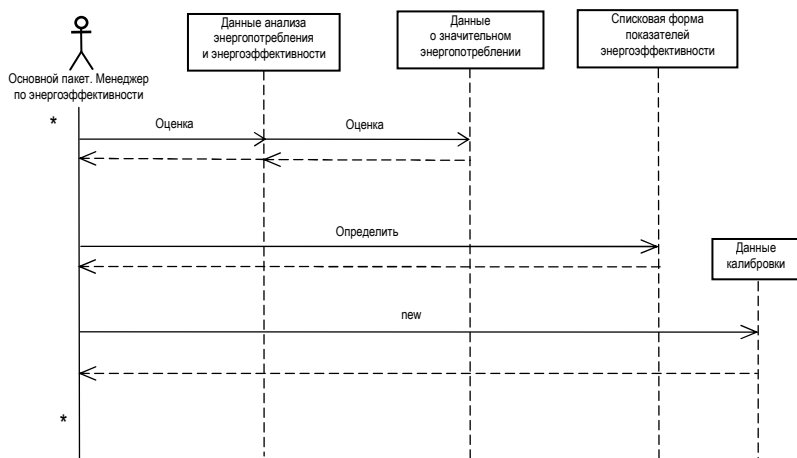 Данные анализа
энергопотребления
и энергоэффективности
Данные
о значительном
энергопотреблении
Списковая форма
показателей
энергоэффективности
Основной пакет. Менеджер
по энергоэффективности
*
Оценка
Оценка
Определить
Данные
калибровки
new
*